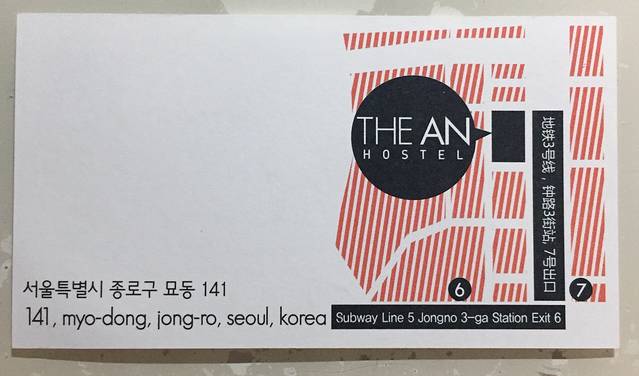 THE AN
HOSTEL
地铁3号线，钟路3街站，7号出口
6
7
서울특별시 종로구 묘동 141
141, myo-dong, jong-ro, seoul, korea
Subway Line 5 Jongno 3-ga Station Exit 6